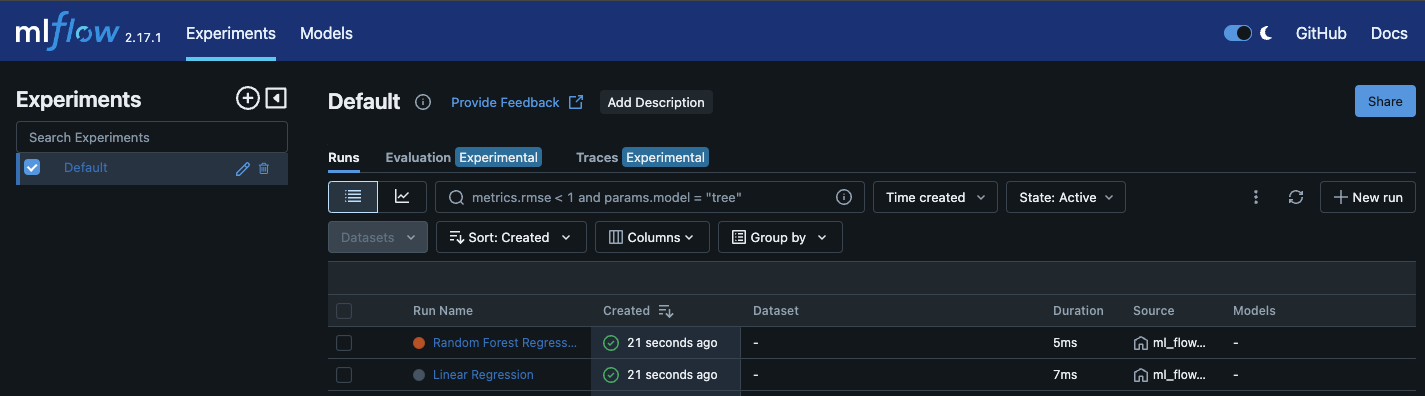 mlflow 2.17.1 Experiments Models GitHub Docs
Experiments
Search Experiments
Default
Default Provide Feedback Add Description Share
Runs Evaluation Experimental Traces Experimental
metrics.rmse < 1 and params.model = "tree" Time created State: Active New run
Datasets Sort: Created Columns Group by
Run Name Created Dataset Duration Source Models
Random Forest Regress... 21 seconds ago - 5ms ml_flow... -
Linear Regression 21 seconds ago - 7ms ml_flow... -